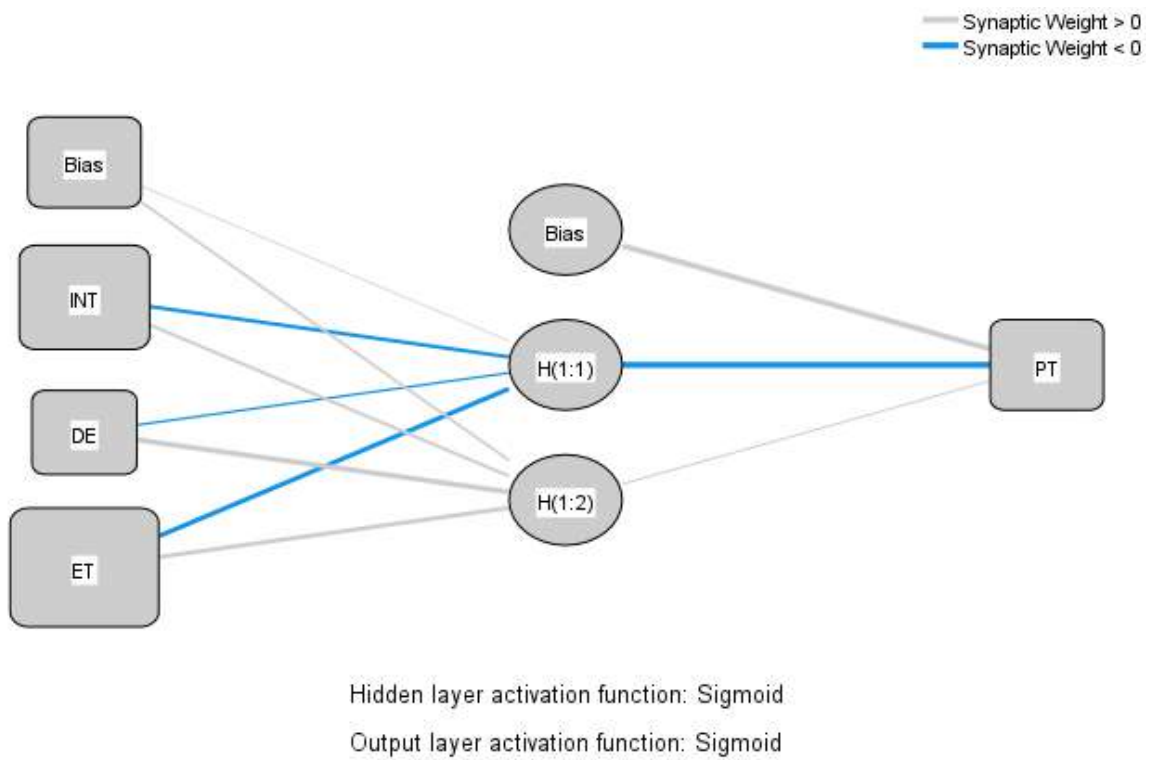 Synaptic Weight > 0
Synaptic Weight < 0
Bias
INT
DE
ET
Bias
H(1:1)
H(1:2)
PT
Hidden layer activation function: Sigmoid
Output layer activation function: Sigmoid